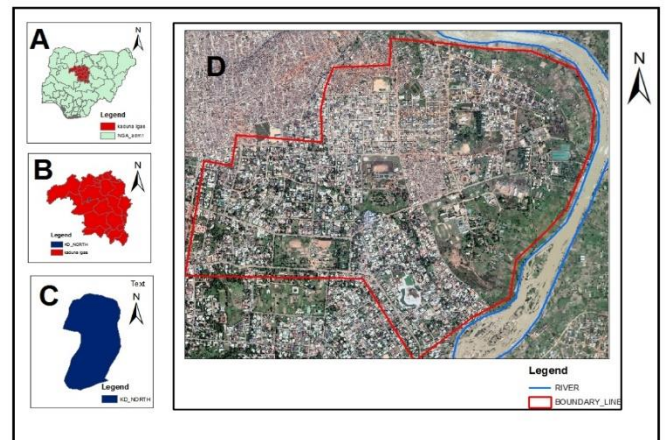 A
N
Legend
kaduna lgas
NGA_adm1
B
N
Legend
KD_NORTH
kaduna lgas
C
Text
N
Legend
KD_NORTH
D
N
Legend
RIVER
BOUNDARY_LINE